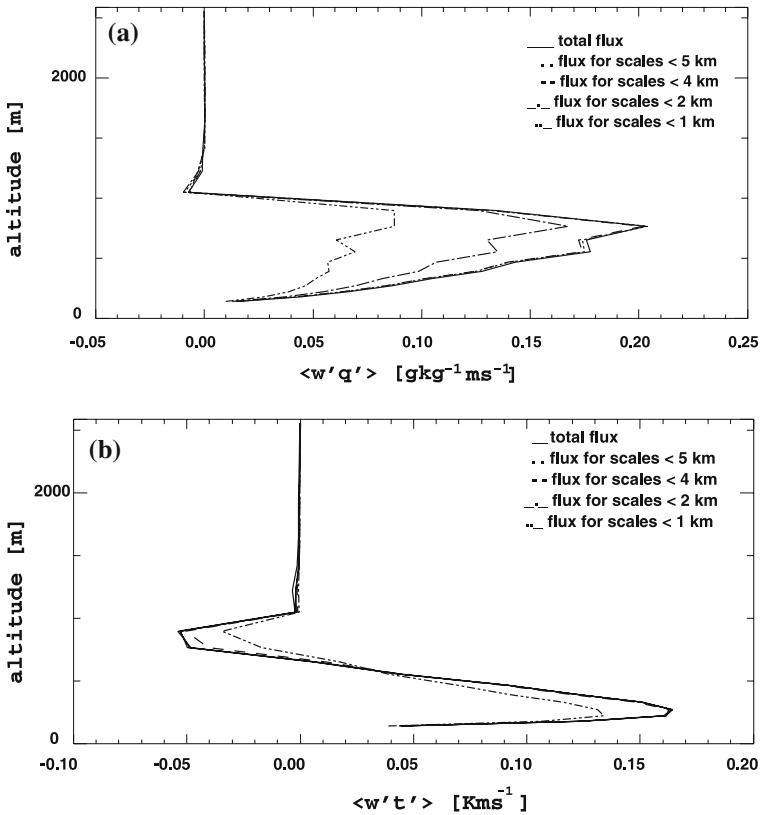 (a)
total flux
flux for scales < 5 km
flux for scales < 4 km
flux for scales < 2 km
flux for scales < 1 km
altitude [m]
2000
0
-0.05 0.00 0.05 0.10 0.15 0.20 0.25
<w'q'> [gkg⁻¹ms⁻¹]
(b)
total flux
flux for scales < 5 km
flux for scales < 4 km
flux for scales < 2 km
flux for scales < 1 km
altitude [m]
2000
0
-0.10 -0.05 0.00 0.05 0.10 0.15 0.20
<w't'> [Kms⁻¹]